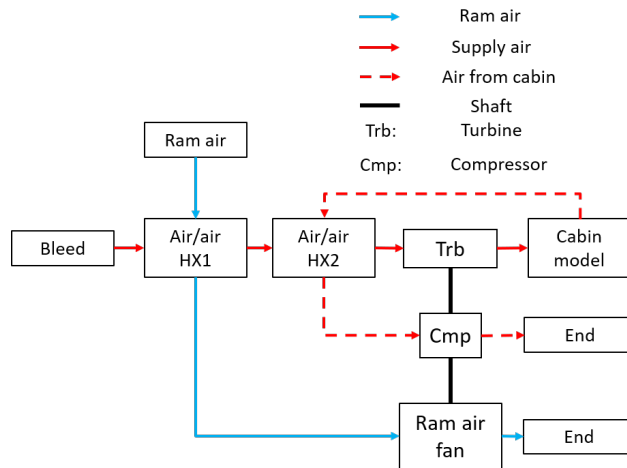 Ram air
Supply air
Air from cabin
Shaft
Trb: Turbine
Cmp: Compressor
Ram air
Bleed
Air/air
HX1
Air/air
HX2
Trb
Cabin
model
Cmp
End
Ram air
fan
End